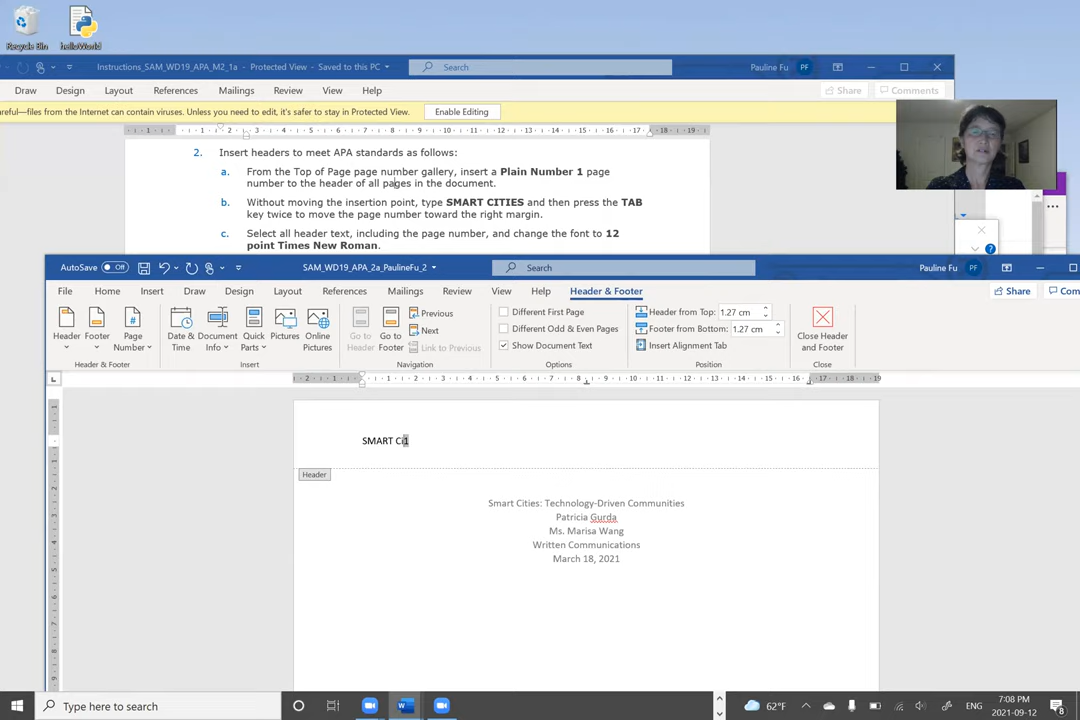 Recycle Bin
helloWorld
Instructions_SAM_WD19_APA_M2_1a - Protected View - Saved to this PC
Search
Pauline Fu
PF
Draw
Design
Layout
References
Mailings
Review
View
Help
Share
Comments
careful—files from the Internet can contain viruses. Unless you need to edit, it's safer to stay in Protected View.
Enable Editing
2. Insert headers to meet APA standards as follows:
a. From the Top of Page page number gallery, insert a Plain Number 1 page
number to the header of all pages in the document.
b. Without moving the insertion point, type SMART CITIES and then press the TAB
key twice to move the page number toward the right margin.
c. Select all header text, including the page number, and change the font to 12
point Times New Roman.
AutoSave Off
SAM_WD19_APA_2a_PaulineFu_2
Search
Pauline Fu
PF
File
Home
Insert
Draw
Design
Layout
References
Mailings
Review
View
Help
Header & Footer
Share
Com
Header
Footer
Page Number
Header & Footer
Date & Time
Document Info
Quick Parts
Pictures
Online Pictures
Insert
Go to Header
Go to Footer
Previous
Next
Link to Previous
Navigation
Different First Page
Different Odd & Even Pages
Show Document Text
Options
Header from Top: 1.27 cm
Footer from Bottom: 1.27 cm
Insert Alignment Tab
Position
Close Header and Footer
Close
SMART Ci1
Header
Smart Cities: Technology-Driven Communities
Patricia Gurda
Ms. Marisa Wang
Written Communications
March 18, 2021
Type here to search
62°F
ENG
7:08 PM
2021-09-12
8